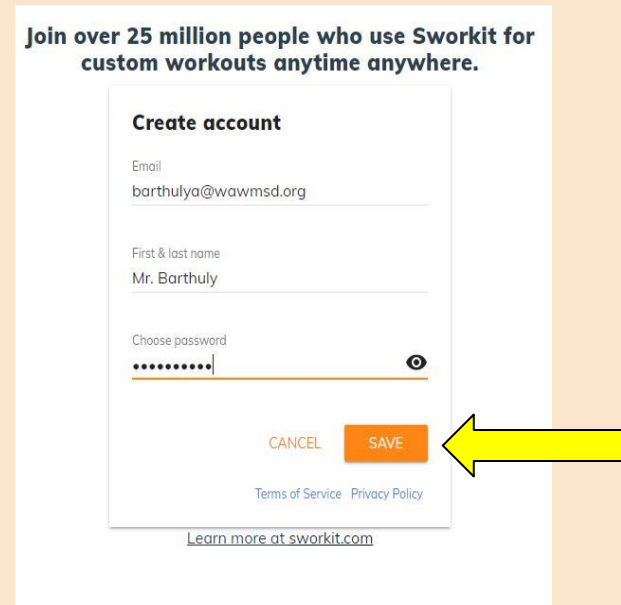 Join over 25 million people who use Sworkit for
custom workouts anytime anywhere.
Create account
Email
barthulya@wawmsd.org
First & last name
Mr. Barthuly
Choose password
••••••••••
CANCEL SAVE
Terms of Service Privacy Policy
Learn more at sworkit.com